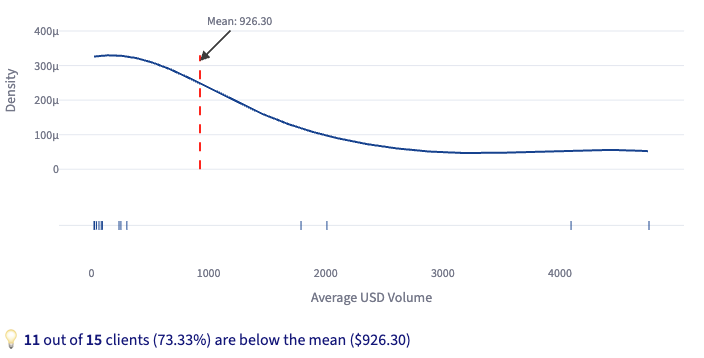 Mean: 926.30
400μ
300μ
200μ
100μ
0
Density
0 1000 2000 3000 4000
Average USD Volume
11 out of 15 clients (73.33%) are below the mean ($926.30)